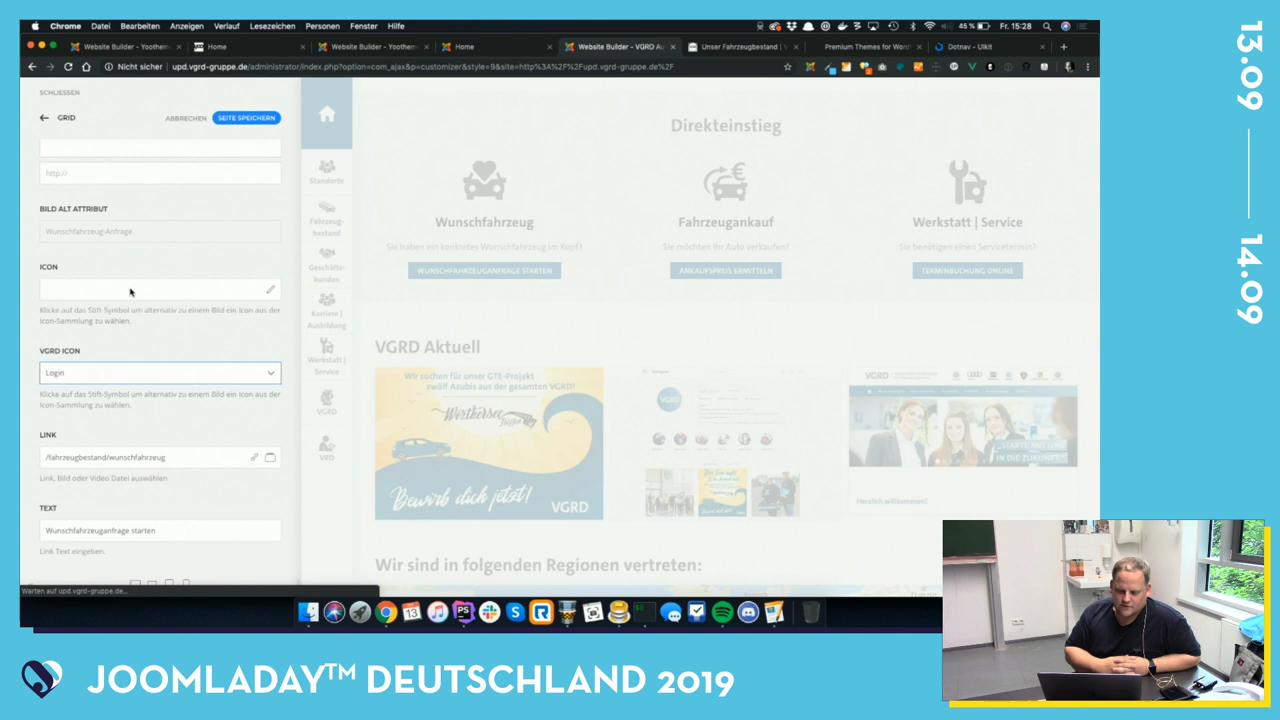 Chrome Datei Bearbeiten Anzeigen Verlauf Lesezeichen Personen Fenster Hilfe
45 % Fr. 15:28
Website Builder - Yoothem
Home
Website Builder - Yoothem
Home
Website Builder - VGRD Au
Unser Fahrzeugbestand |
Premium Themes for Word
Dotnav - UIkit
Nicht sicher | upd.vgrd-gruppe.de/administrator/index.php?option=com_ajax&p=customizer&style=9&site=http%3A%2F%2Fupd.vgrd-gruppe.de%2F
SCHLIESSEN
GRID
ABBRECHEN
SEITE SPEICHERN
http://
BILD ALT ATTRIBUT
Wunschfahrzeug-Anfrage
ICON
Klicke auf das Stift-Symbol um alternativ zu einem Bild ein Icon aus der
Icon-Sammlung zu wählen.
VGRD ICON
Login
Klicke auf das Stift-Symbol um alternativ zu einem Bild ein Icon aus der
Icon-Sammlung zu wählen.
LINK
/fahrzeugbestand/wunschfahrzeug
Link, Bild oder Video Datei auswählen
TEXT
Wunschfahrzeuganfrage starten
Link Text eingeben.
Warten auf upd.vgrd-gruppe.de...
Standorte
Fahrzeug-
bestand
Geschäfts-
kunden
Karriere |
Ausbildung
Werkstatt |
Service
VGRD
VRD
Direkteinstieg
Wunschfahrzeug
Sie haben ein konkretes Wunschfahrzeug im Kopf?
WUNSCHFAHRZEUGANFRAGE STARTEN
Fahrzeugankauf
Sie möchten Ihr Auto verkaufen?
ANKAUFSPREIS ERMITTELN
Werkstatt | Service
Sie benötigen einen Servicetermin?
TERMINBUCHUNG ONLINE
VGRD Aktuell
Wir suchen für unser GTE-Projekt
zwölf Azubis aus der gesamten VGRD!
Wörthersee
Treffen
Bewirb dich jetzt!
VGRD
VGRD
VGRD
„STARTE MIT UNS
IN DIE ZUKUNFT.“
Herzlich willkommen!
Wir sind in folgenden Regionen vertreten:
13.09
14.09
JOOMLADAY™ DEUTSCHLAND 2019